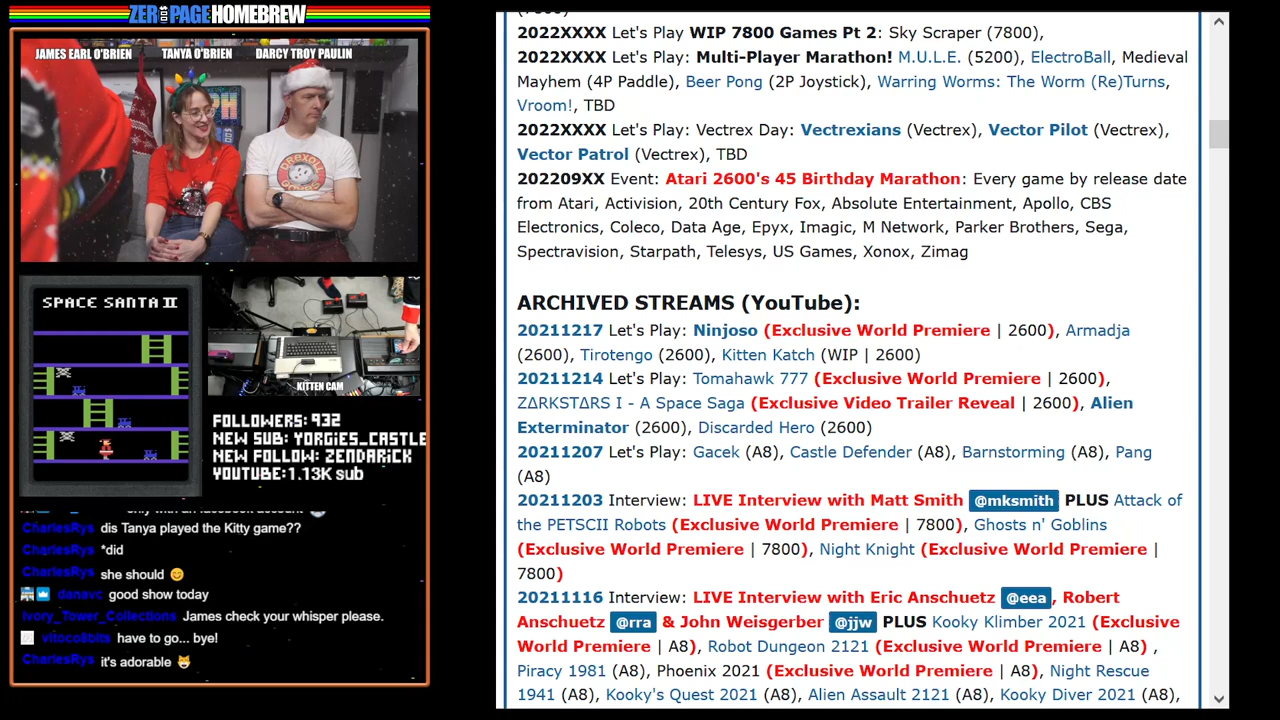 ZER PAGE HOMEBREW
JAMES EARL O'BRIEN
TANYA O'BRIEN
DARCY TROY PAULIN
DREXOLL
SPACE SANTA II
KITTEN CAM
FOLLOWERS: 932
NEW SUB: YORGIES_CASTLE
NEW FOLLOW: ZENDARICK
YOUTUBE: 1.13K sub
only with an facebook account
CharlesRys dis Tanya played the Kitty game??
CharlesRys *did
CharlesRys she should 😊
danavc good show today
Ivory_Tower_Collections James check your whisper please.
vitoco8bits have to go... bye!
CharlesRys it's adorable 😸
(7800)
2022XXXX Let's Play WIP 7800 Games Pt 2: Sky Scraper (7800),
2022XXXX Let's Play: Multi-Player Marathon! M.U.L.E. (5200), ElectroBall, Medieval
Mayhem (4P Paddle), Beer Pong (2P Joystick), Warring Worms: The Worm (Re)Turns,
Vroom!, TBD
2022XXXX Let's Play: Vectrex Day: Vectrexians (Vectrex), Vector Pilot (Vectrex),
Vector Patrol (Vectrex), TBD
202209XX Event: Atari 2600's 45 Birthday Marathon: Every game by release date
from Atari, Activision, 20th Century Fox, Absolute Entertainment, Apollo, CBS
Electronics, Coleco, Data Age, Epyx, Imagic, M Network, Parker Brothers, Sega,
Spectravision, Starpath, Telesys, US Games, Xonox, Zimag
ARCHIVED STREAMS (YouTube):
20211217 Let's Play: Ninjoso (Exclusive World Premiere | 2600), Armadja
(2600), Tirotengo (2600), Kitten Katch (WIP | 2600)
20211214 Let's Play: Tomahawk 777 (Exclusive World Premiere | 2600),
ZΔRKSTΔRS I - A Space Saga (Exclusive Video Trailer Reveal | 2600), Alien
Exterminator (2600), Discarded Hero (2600)
20211207 Let's Play: Gacek (A8), Castle Defender (A8), Barnstorming (A8), Pang
(A8)
20211203 Interview: LIVE Interview with Matt Smith @mksmith PLUS Attack of
the PETSCII Robots (Exclusive World Premiere | 7800), Ghosts n' Goblins
(Exclusive World Premiere | 7800), Night Knight (Exclusive World Premiere |
7800)
20211116 Interview: LIVE Interview with Eric Anschuetz @eea, Robert
Anschuetz @rra & John Weisgerber @jjw PLUS Kooky Klimber 2021 (Exclusive
World Premiere | A8), Robot Dungeon 2121 (Exclusive World Premiere | A8) ,
Piracy 1981 (A8), Phoenix 2021 (Exclusive World Premiere | A8), Night Rescue
1941 (A8), Kooky's Quest 2021 (A8), Alien Assault 2121 (A8), Kooky Diver 2021 (A8),